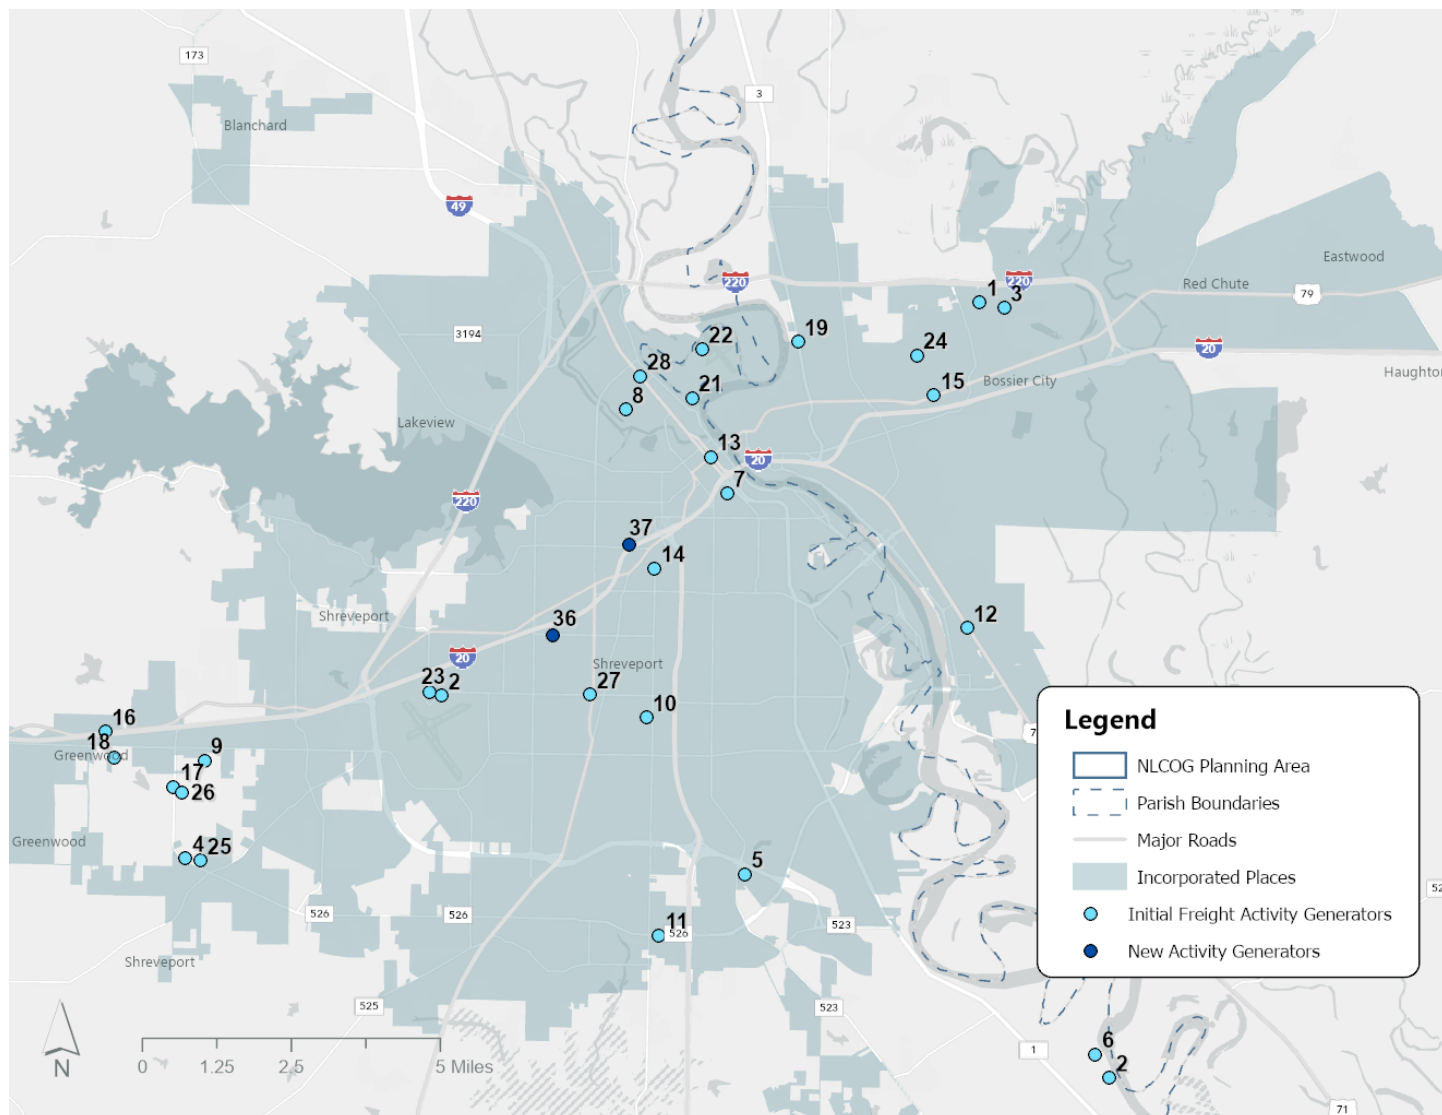 173
Blanchard
3
49
Eastwood
220
220
1
3
Red Chute
79
3194
22
19
24
20
28
21
15
Bossier City
Haughton
8
Lakeview
13
20
7
220
37
14
Shreveport
36
12
20
Shreveport
23
2
27
10
16
18
Greenwood
9
17
26
Greenwood
4
25
5
526
526
11
526
523
Shreveport
525
523
1
6
2
71
N
0
1.25
2.5
5 Miles
Legend
NLCOG Planning Area
Parish Boundaries
Major Roads
Incorporated Places
Initial Freight Activity Generators
New Activity Generators